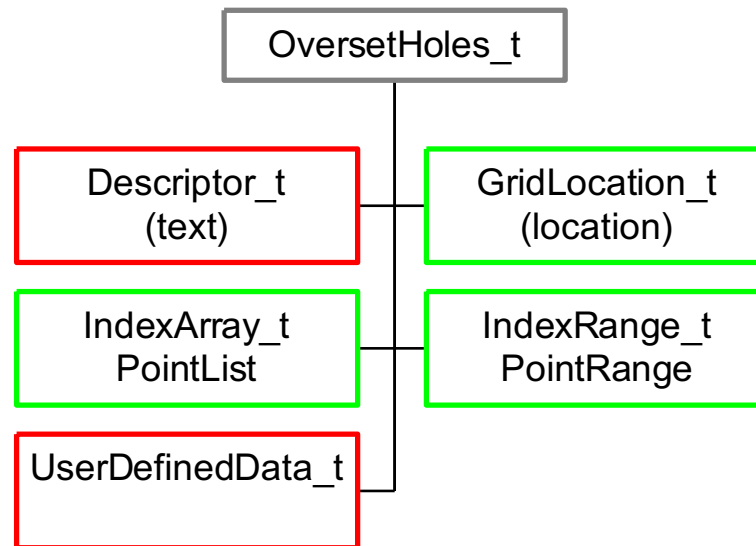 OversetHoles_t
Descriptor_t
(text)
GridLocation_t
(location)
IndexArray_t
PointList
IndexRange_t
PointRange
UserDefinedData_t